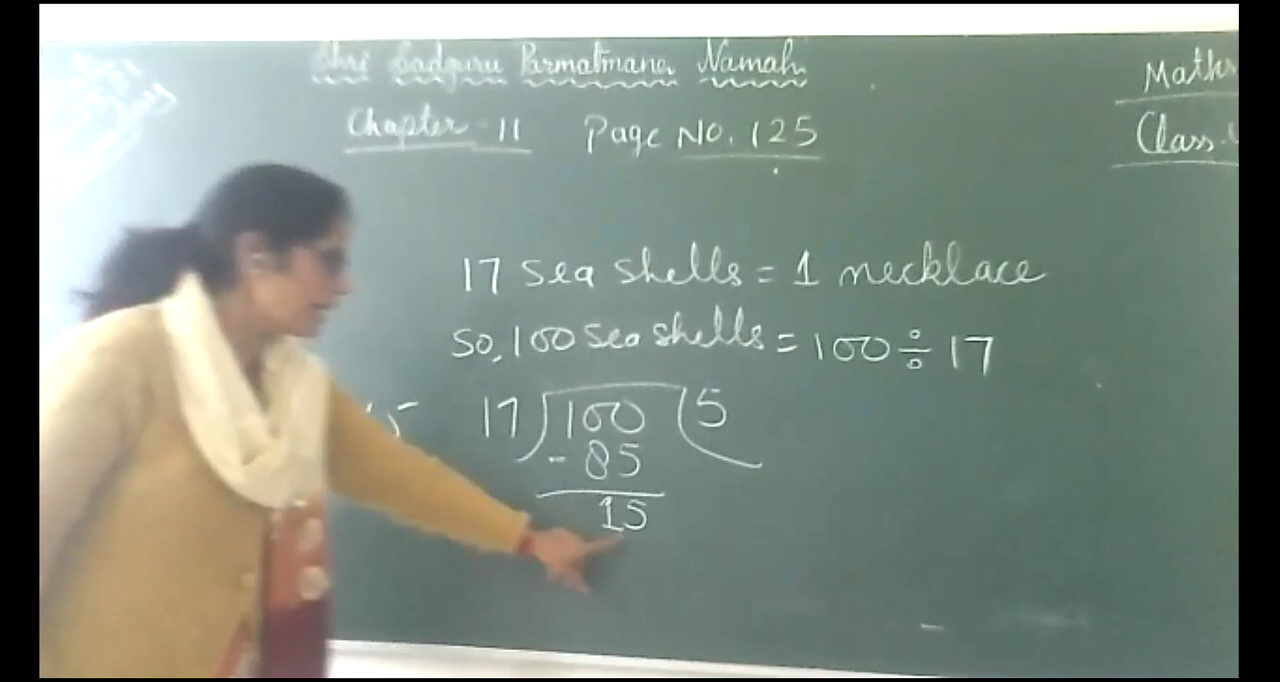 Shri Sadguru Parmatmane Namah
Maths
Chapter - 11 Page No. 125
Class-
17 sea shells = 1 necklace
so, 100 sea shells = 100 ÷ 17
17 ) 100 ( 5
- 85
15